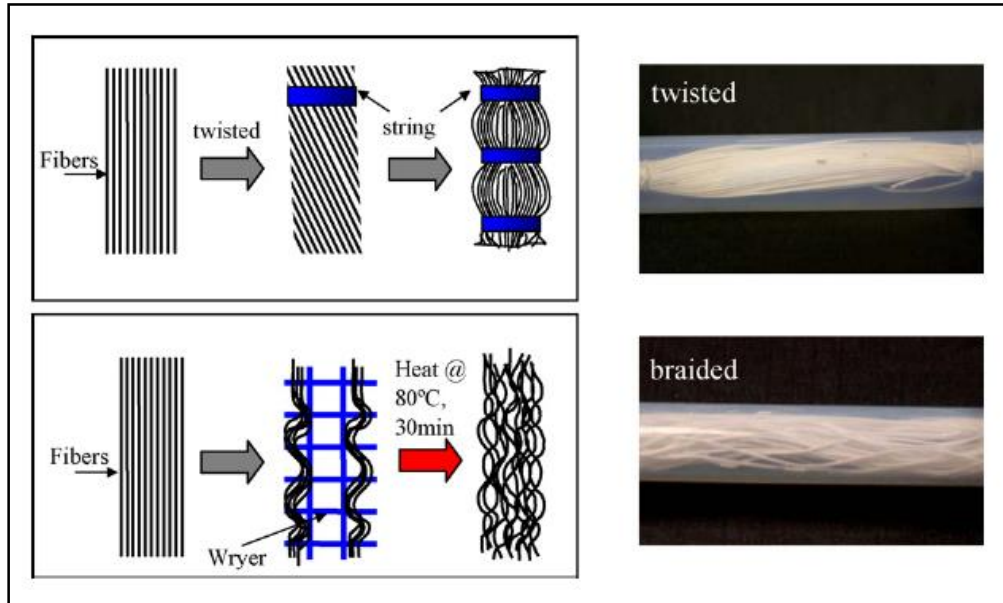 twisted
string
Fibers
twisted
Heat @
80ºC,
30min
Fibers
Wryer
braided